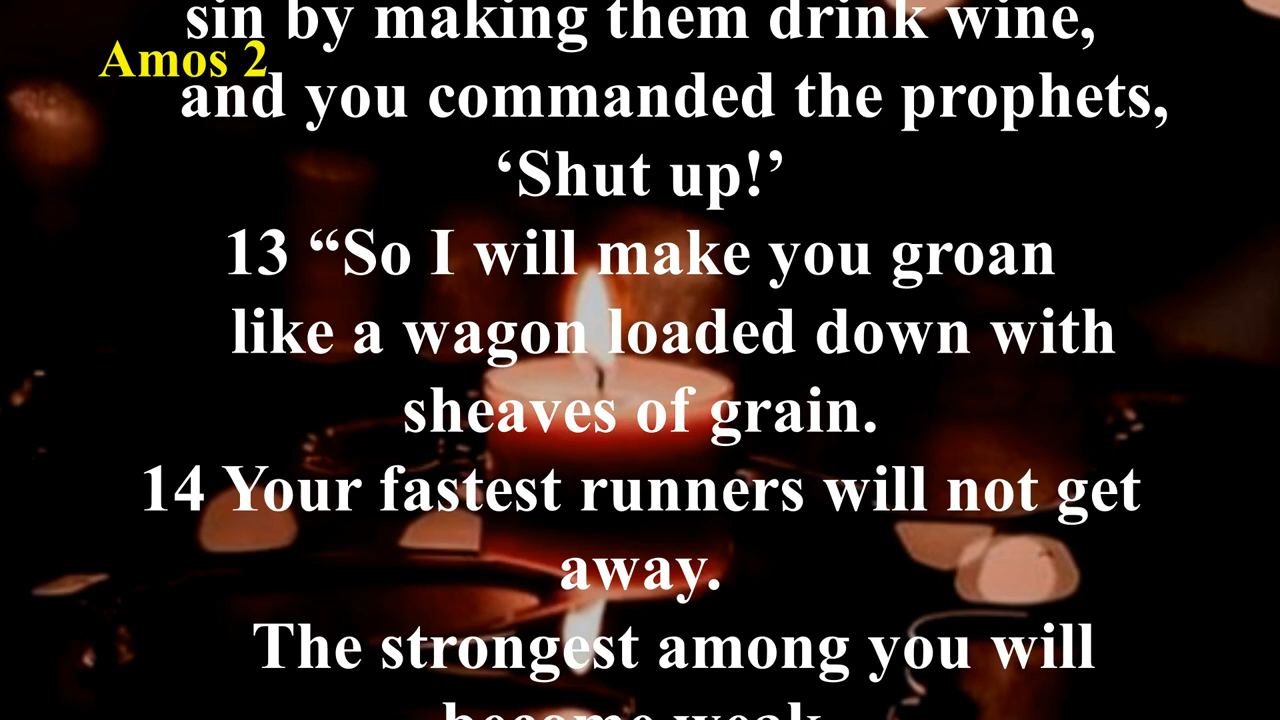 sin by making them drink wine,
Amos 2
and you commanded the prophets,
‘Shut up!’
13 “So I will make you groan
like a wagon loaded down with
sheaves of grain.
14 Your fastest runners will not get
away.
The strongest among you will
become weak